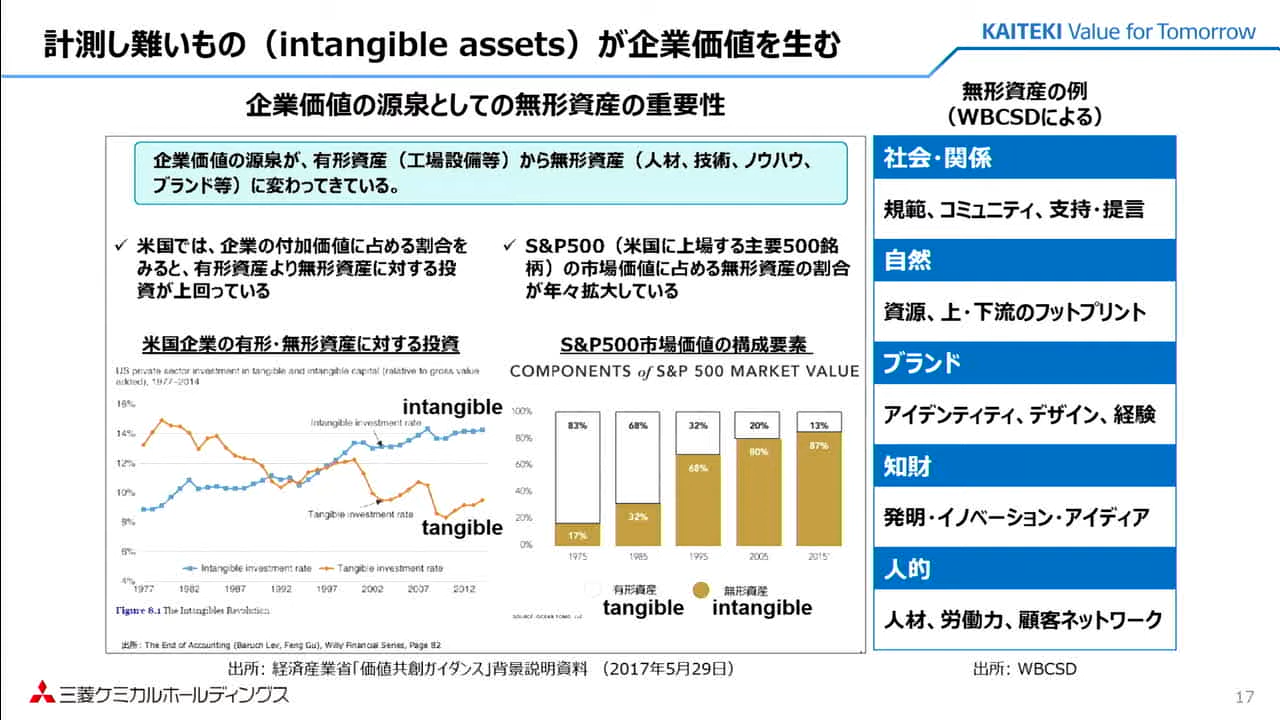 計測し難いもの（intangible assets）が企業価値を生む
KAITEKI Value for Tomorrow
企業価値の源泉としての無形資産の重要性
企業価値の源泉が、有形資産（工場設備等）から無形資産（人材、技術、ノウハウ、
ブランド等）に変わってきている。
✓ 米国では、企業の付加価値に占める割合を
みると、有形資産より無形資産に対する投
資が上回っている
米国企業の有形・無形資産に対する投資
US private sector investment in tangible and intangible capital (relative to gross value
added), 1977–2014
16%
14%
12%
10%
8%
6%
4%
intangible
Intangible investment rate
Tangible investment rate
tangible
1977 1982 1987 1992 1997 2002 2007 2012
Intangible investment rate Tangible investment rate
Figure 8.1 The Intangibles Revolution
出所： The End of Accounting (Baruch Lev, Feng Gu), Willy Financial Series, Page 82
✓ S&P500（米国に上場する主要500銘
柄）の市場価値に占める無形資産の割合
が年々拡大している
S&P500市場価値の構成要素
COMPONENTS of S&P 500 MARKET VALUE
100%
80%
60%
40%
20%
0%
83% 68% 32% 20% 13%
17% 32% 68% 80% 87%
1975 1985 1995 2005 2015*
有形資産 無形資産
tangible intangible
SOURCE: OCEAN TOMO, LLC
出所: 経済産業省「価値共創ガイダンス」背景説明資料 （2017年5月29日）
無形資産の例
（WBCSDによる）
社会・関係
規範、コミュニティ、支持・提言
自然
資源、上・下流のフットプリント
ブランド
アイデンティティ、デザイン、経験
知財
発明・イノベーション・アイディア
人的
人材、労働力、顧客ネットワーク
出所: WBCSD
三菱ケミカルホールディングス
17